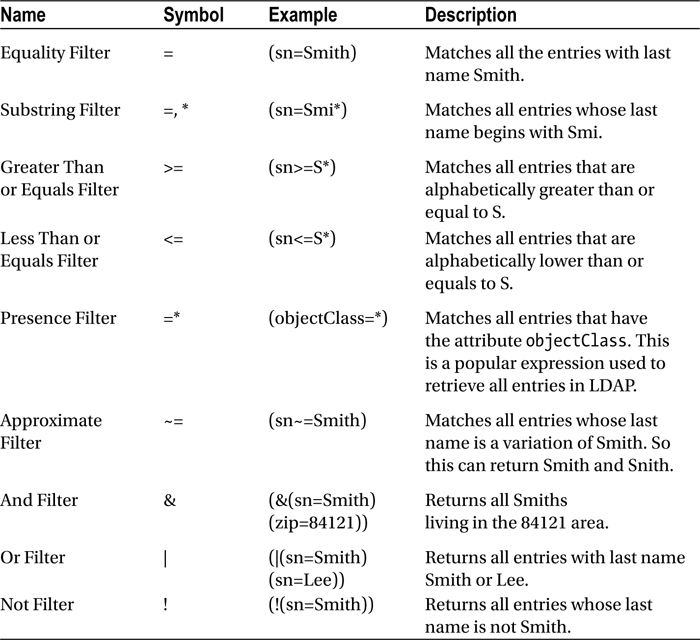 Name Symbol Example Description
Equality Filter = (sn=Smith) Matches all the entries with last
name Smith.
Substring Filter =, * (sn=Smi*) Matches all entries whose last
name begins with Smi.
Greater Than >= (sn>=S*) Matches all entries that are
or Equals Filter alphabetically greater than or
equal to S.
Less Than or <= (sn<=S*) Matches all entries that are
Equals Filter alphabetically lower than or
equals to S.
Presence Filter =* (objectClass=*) Matches all entries that have
the attribute objectClass. This
is a popular expression used to
retrieve all entries in LDAP.
Approximate ~= (sn~=Smith) Matches all entries whose last
Filter name is a variation of Smith. So
this can return Smith and Snith.
And Filter & (&(sn=Smith) Returns all Smiths
(zip=84121)) living in the 84121 area.
Or Filter | (|(sn=Smith) Returns all entries with last name
(sn=Lee)) Smith or Lee.
Not Filter ! (!(sn=Smith)) Returns all entries whose last
name is not Smith.